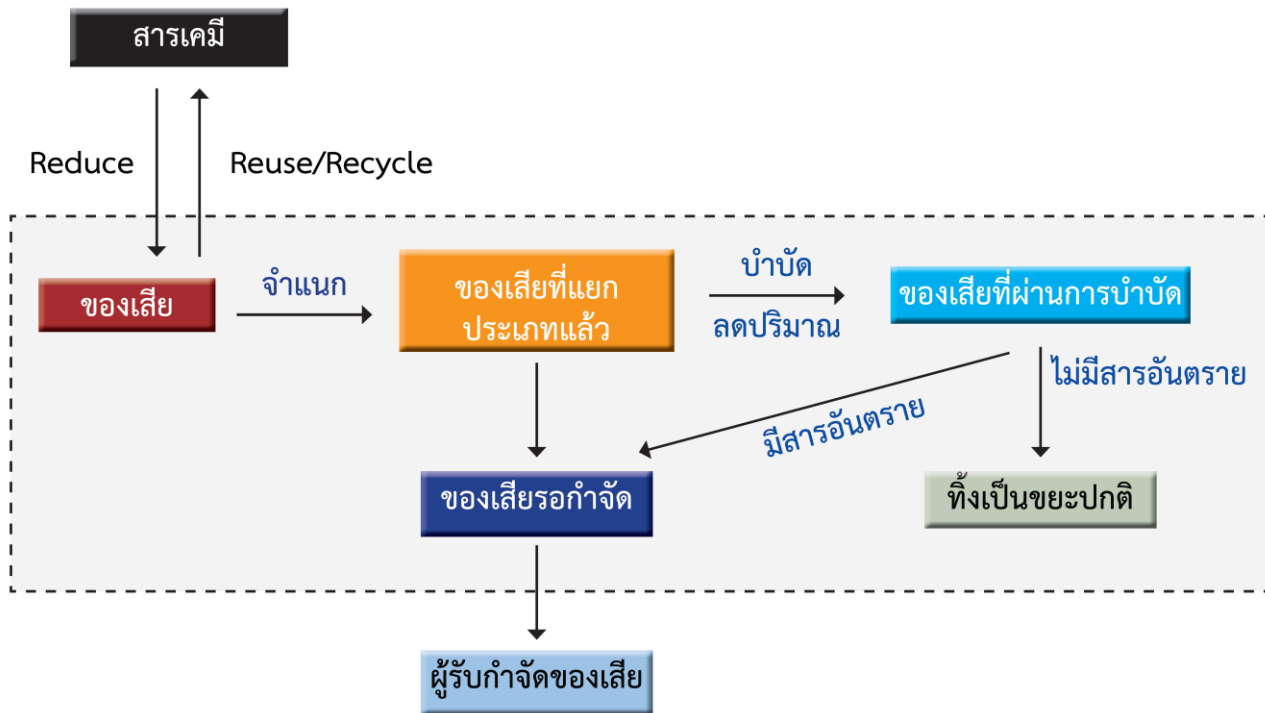 สารเคมี
Reduce
Reuse/Recycle
ของเสีย
จำแนก
ของเสียที่แยก
ประเภทแล้ว
บำบัด
ลดปริมาณ
ของเสียที่ผ่านการบำบัด
มีสารอันตราย
ไม่มีสารอันตราย
ของเสียรอกำจัด
ทิ้งเป็นขยะปกติ
ผู้รับกำจัดของเสีย